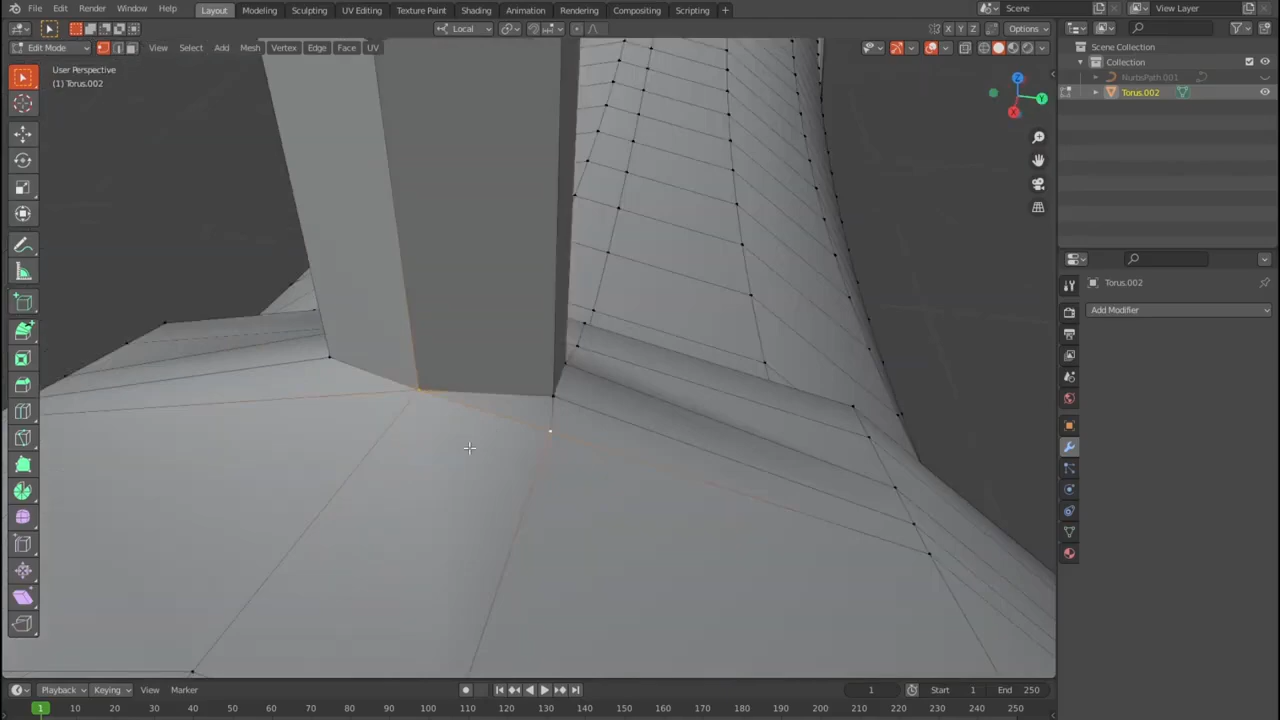 File Edit Render Window Help Layout Modeling Sculpting UV Editing Texture Paint Shading Animation Rendering Compositing Scripting + Scene View Layer
Local Options
Edit Mode View Select Add Mesh Vertex Edge Face UV X Y Z
User Perspective
(1) Torus.002
Scene Collection
Collection
NurbsPath.001
Torus.002
Z
Y
X
Torus.002
Add Modifier
Playback Keying View Marker 1 Start 1 End 250
1 10 20 30 40 50 60 70 80 90 100 110 120 130 140 150 160 170 180 190 200 210 220 230 240 250